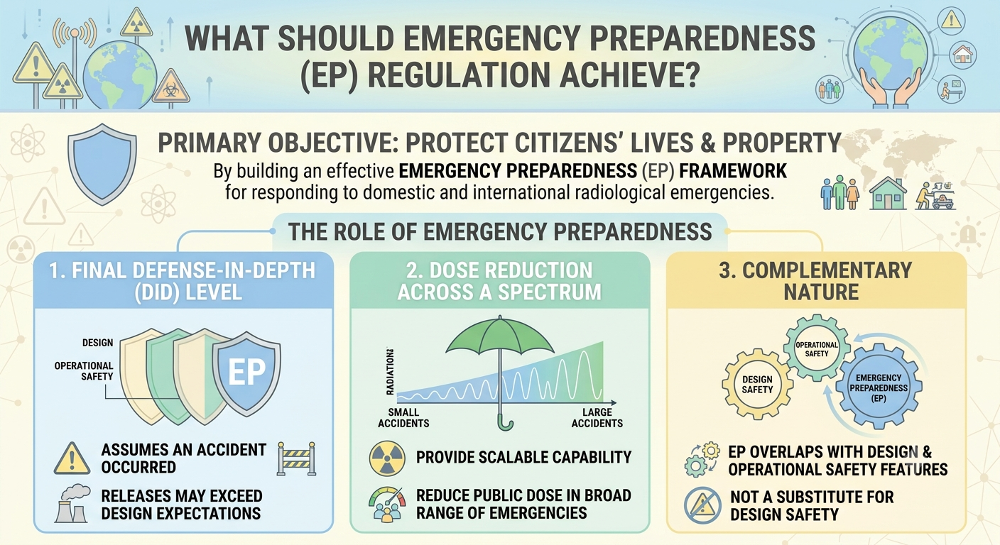 WHAT SHOULD EMERGENCY PREPAREDNESS
(EP) REGULATION ACHIEVE?
PRIMARY OBJECTIVE: PROTECT CITIZENS' LIVES & PROPERTY
By building an effective EMERGENCY PREPAREDNESS (EP) FRAMEWORK
for responding to domestic and international radiological emergencies.
THE ROLE OF EMERGENCY PREPAREDNESS
1. FINAL DEFENSE-IN-DEPTH
(DID) LEVEL
DESIGN
OPERATIONAL
SAFETY
EP
ASSUMES AN ACCIDENT
OCCURRED
RELEASES MAY EXCEED
DESIGN EXPECTATIONS
2. DOSE REDUCTION
ACROSS A SPECTRUM
RADIATION
SMALL
ACCIDENTS
LARGE
ACCIDENTS
PROVIDE SCALABLE CAPABILITY
REDUCE PUBLIC DOSE IN BROAD
RANGE OF EMERGENCIES
3. COMPLEMENTARY
NATURE
DESIGN
SAFETY
OPERATIONAL
SAFETY
EMERGENCY
PREPAREDNESS
(EP)
EP OVERLAPS WITH DESIGN &
OPERATIONAL SAFETY FEATURES
NOT A SUBSTITUTE FOR
DESIGN SAFETY